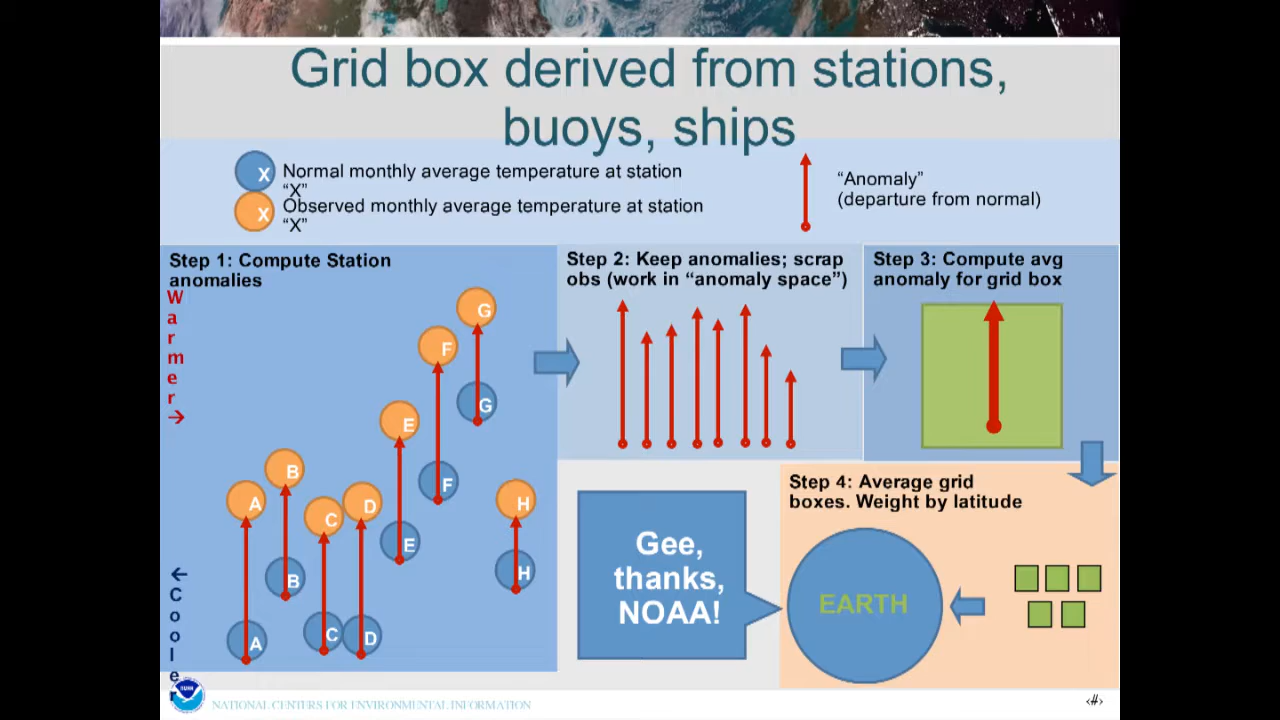 Grid box derived from stations,
buoys, ships
X
Normal monthly average temperature at station
“X”
X
Observed monthly average temperature at station
“X”
“Anomaly”
(departure from normal)
Step 1: Compute Station
anomalies
Warmer→
←Cooler
G
F
G
E
B
F
A
C
D
H
E
B
H
A
C
D
Step 2: Keep anomalies; scrap
obs (work in “anomaly space”)
Step 3: Compute avg
anomaly for grid box
Step 4: Average grid
boxes. Weight by latitude
Gee,
thanks,
NOAA!
EARTH
NOAA
NATIONAL CENTERS FOR ENVIRONMENTAL INFORMATION
‹#›